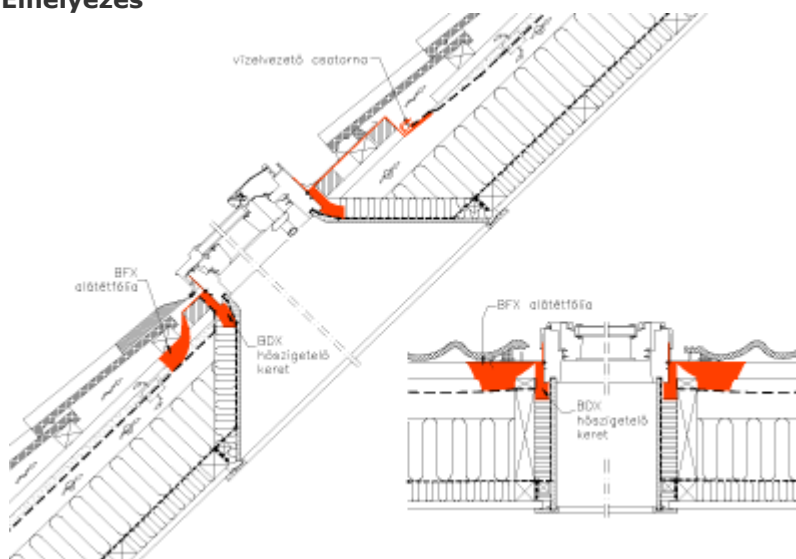 Elhelyezés
vízelvezető csatorna
BFX
alátétfólia
BDX
hőszigetelő
keret
BFX alátétfólia
BDX
hőszigetelő
keret